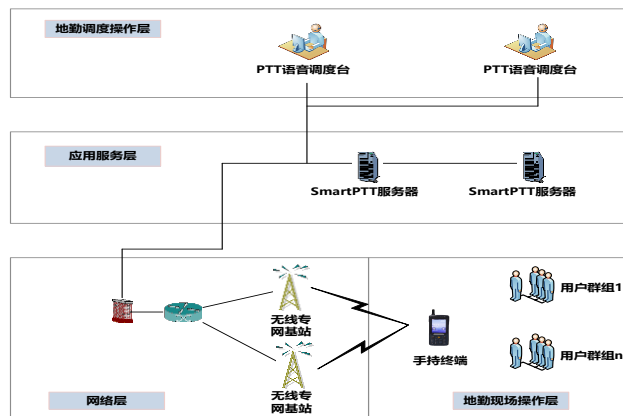 地勤调度操作层
PTT语音调度台
PTT语音调度台
应用服务层
SmartPTT服务器
SmartPTT服务器
无线专
网基站
无线专
网基站
网络层
手持终端
用户群组1
用户群组n
地勤现场操作层